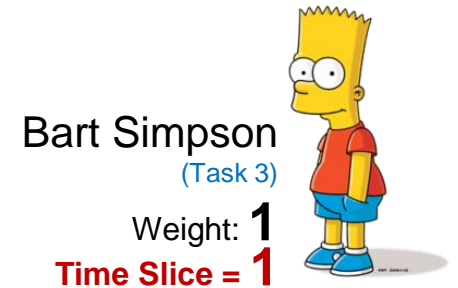 Bart Simpson
(Task 3)
Weight: 1
Time Slice = 1